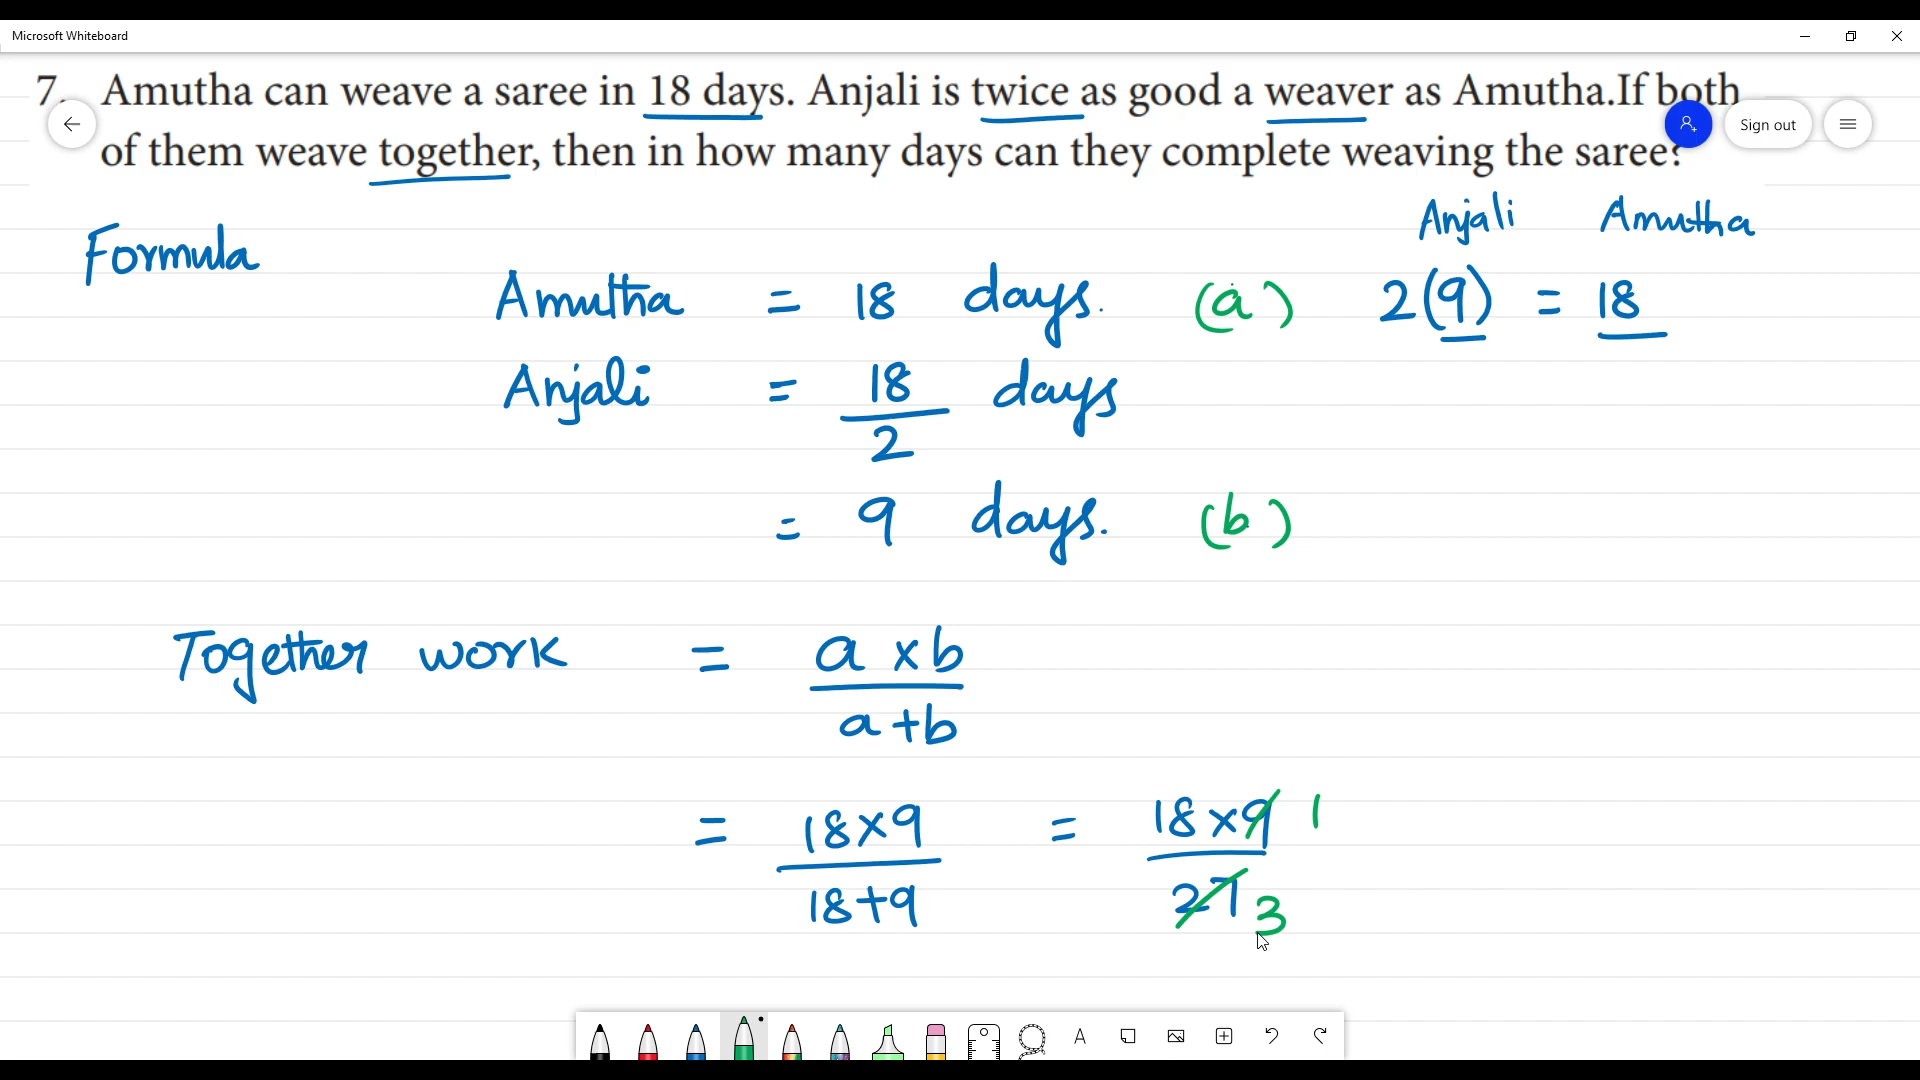 Microsoft Whiteboard
7. Amutha can weave a saree in 18 days. Anjali is twice as good a weaver as Amutha.If both
Sign out
of them weave together, then in how many days can they complete weaving the saree?
Anjali Amutha
Formula
Amutha = 18 days. (a) 2(9) = 18
Anjali = 18/2 days
= 9 days. (b)
Together work = a×b / a+b
= 18×9 / 18+9 = 18×9 / 27 1 3
A